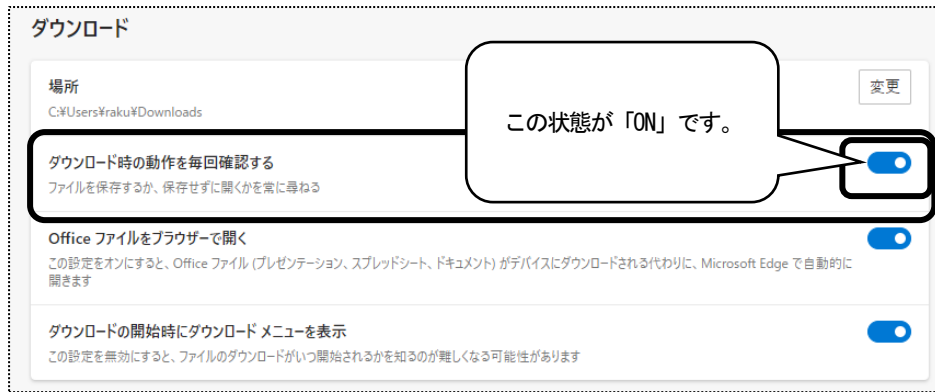 ダウンロード
場所
変更
C:¥Users¥raku¥Downloads
この状態が「ON」です。
ダウンロード時の動作を毎回確認する
ファイルを保存するか、保存せずに開くかを常に尋ねる
Office ファイルをブラウザーで開く
この設定をオンにすると、Office ファイル (プレゼンテーション、スプレッドシート、ドキュメント) がデバイスにダウンロードされる代わりに、Microsoft Edge で自動的に
開きます
ダウンロードの開始時にダウンロード メニューを表示
この設定を無効にすると、ファイルのダウンロードがいつ開始されるかを知るのが難しくなる可能性があります